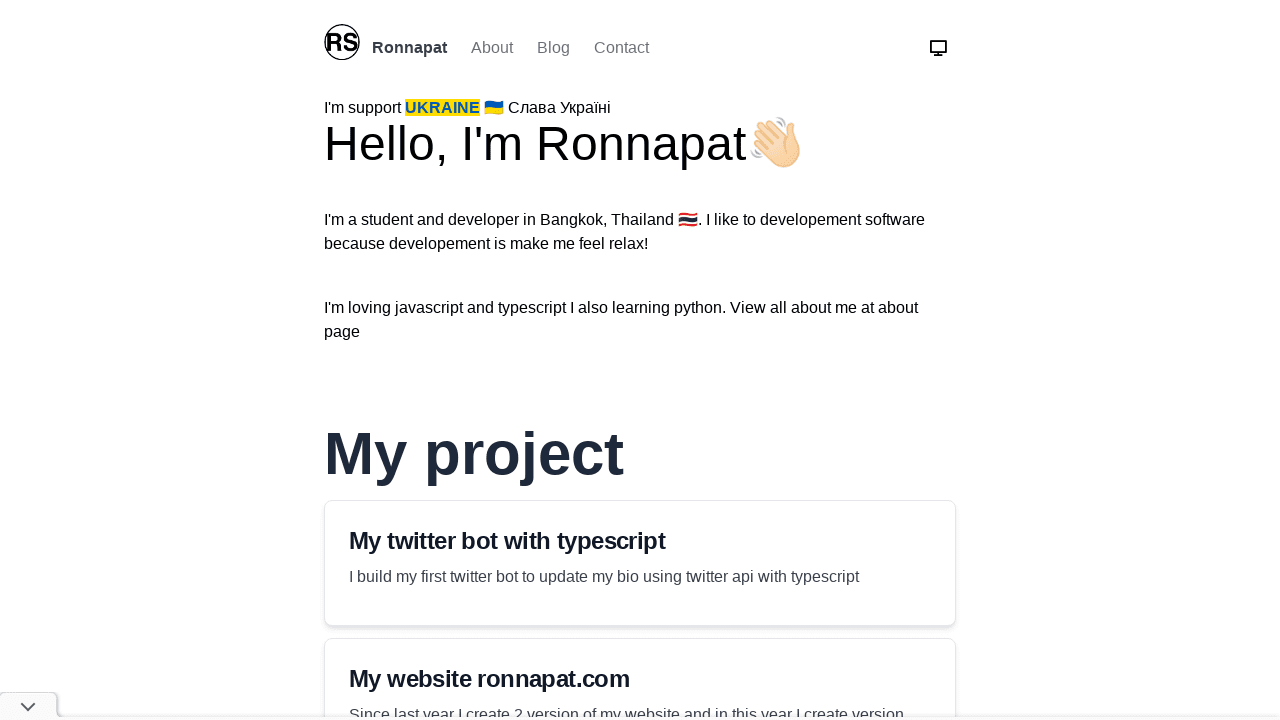 RS Ronnapat About Blog Contact
I'm support UKRAINE 🇺🇦 Слава Україні
Hello, I'm Ronnapat👋🏻
I'm a student and developer in Bangkok, Thailand 🇹🇭. I like to developement software
because developement is make me feel relax!
I'm loving javascript and typescript I also learning python. View all about me at about
page
My project
My twitter bot with typescript
I build my first twitter bot to update my bio using twitter api with typescript
My website ronnapat.com
Since last year I create 2 version of my website and in this year I create version